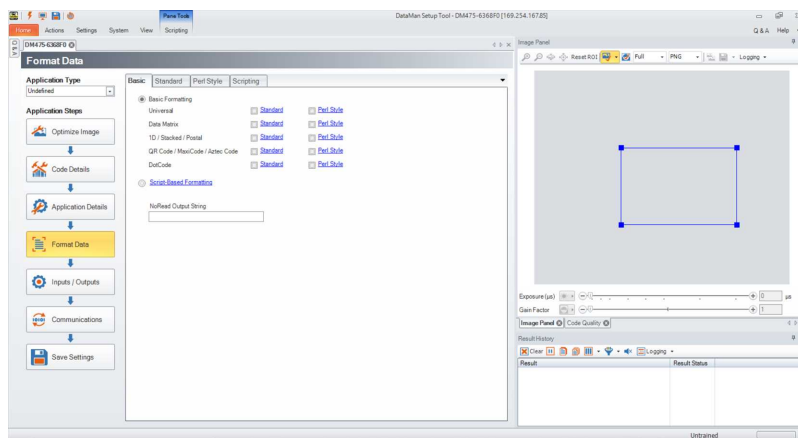 Pane Tools
DataMan Setup Tool - DM475-6368F0 [169.254.167.85]
Home Actions Settings System View Scripting
Q & A Help
DM475-6368F0
Format Data
Application Type
Undefined
Application Steps
Optimize Image
Code Details
Application Details
Format Data
Inputs / Outputs
Communications
Save Settings
Basic Standard Perl Style Scripting
Basic Formatting
Universal Standard Perl Style
Data Matrix Standard Perl Style
1D / Stacked / Postal Standard Perl Style
QR Code / MaxiCode / Aztec Code Standard Perl Style
DotCode Standard Perl Style
Script-Based Formatting
NoRead Output String
Image Panel
Reset ROI Full PNG Logging
Exposure (µs) 0 µs
Gain Factor 1
Image Panel Code Quality
Result History
Clear Logging
Result Result Status
Untrained